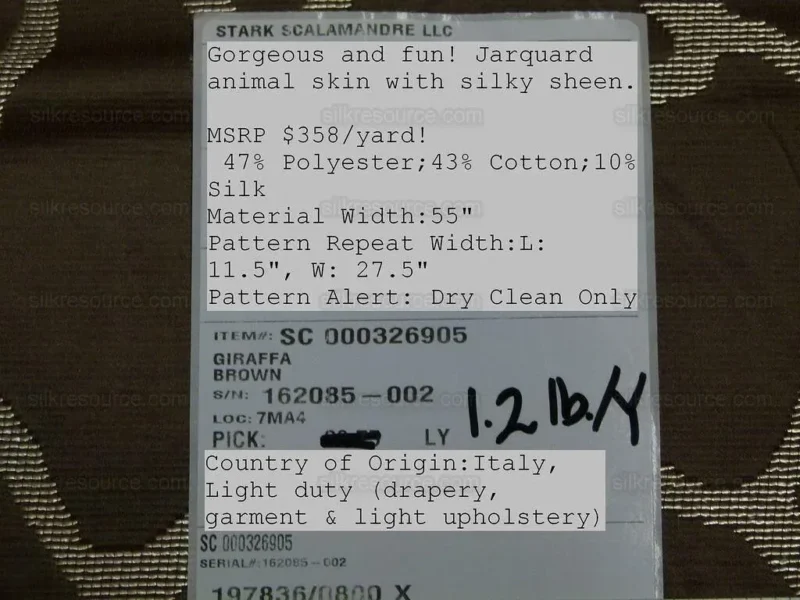 STARK SCALAMANDRE LLC
Gorgeous and fun! Jarquard
animal skin with silky sheen.
MSRP $358/yard!
47% Polyester;43% Cotton;10%
Silk
Material Width:55"
Pattern Repeat Width:L:
11.5", W: 27.5"
Pattern Alert: Dry Clean Only
ITEM#: SC 000326905
GIRAFFA
BROWN
S/N: 162085-002
LOC: 7MA4
PICK: LY
1.2 lb./Y
Country of Origin:Italy,
Light duty (drapery,
garment & light upholstery)
SC 000326905
SERIAL#: 162085-002
197836/0800 X
silkresource.com